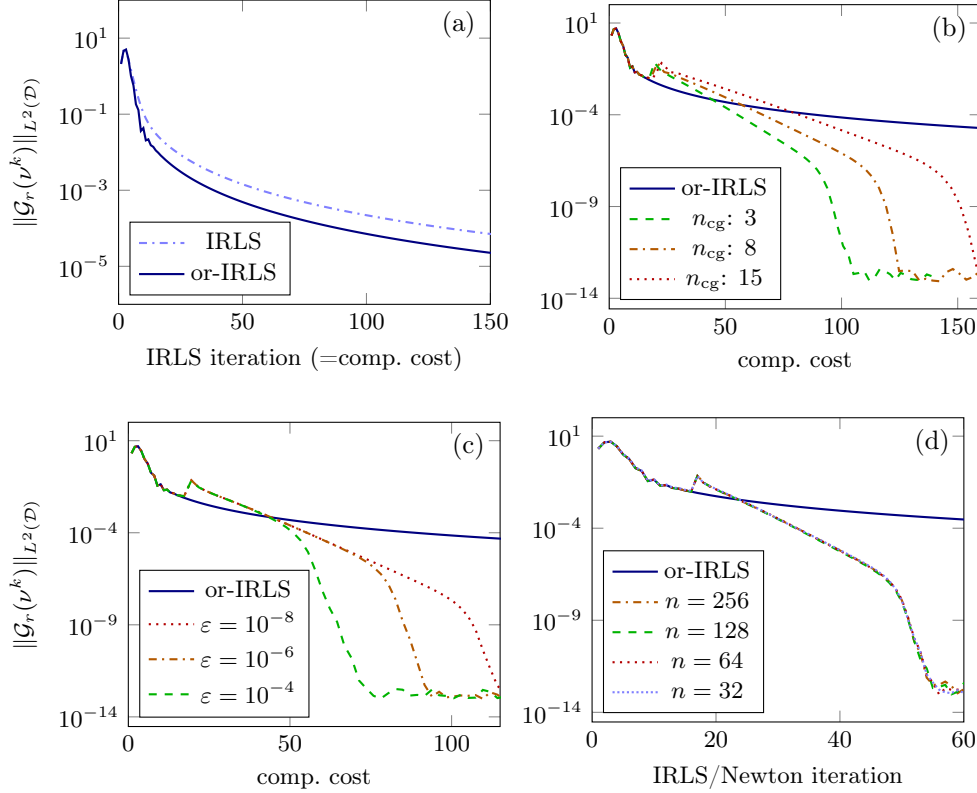 (a)
||𝒢_r(ν^k)||_{L²(𝒟)}
10^1
10^{−1}
10^{−3}
10^{−5}
IRLS
or-IRLS
0 50 100 150
IRLS iteration (=comp. cost)
(b)
10^1
10^{−4}
10^{−9}
10^{−14}
or-IRLS
n_cg: 3
n_cg: 8
n_cg: 15
0 50 100 150
comp. cost
(c)
||𝒢_r(ν^k)||_{L²(𝒟)}
10^1
10^{−4}
10^{−9}
10^{−14}
or-IRLS
ε = 10^{−8}
ε = 10^{−6}
ε = 10^{−4}
0 50 100
comp. cost
(d)
10^1
10^{−4}
10^{−9}
10^{−14}
or-IRLS
n = 256
n = 128
n = 64
n = 32
0 20 40 60
IRLS/Newton iteration